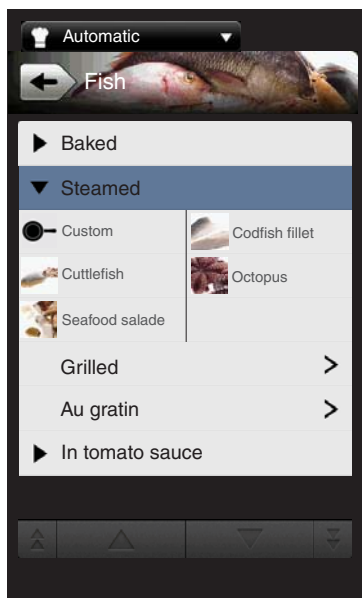 Automatic
Fish
Baked
Steamed
Custom
Codfish fillet
Cuttlefish
Octopus
Seafood salade
Grilled
Au gratin
In tomato sauce